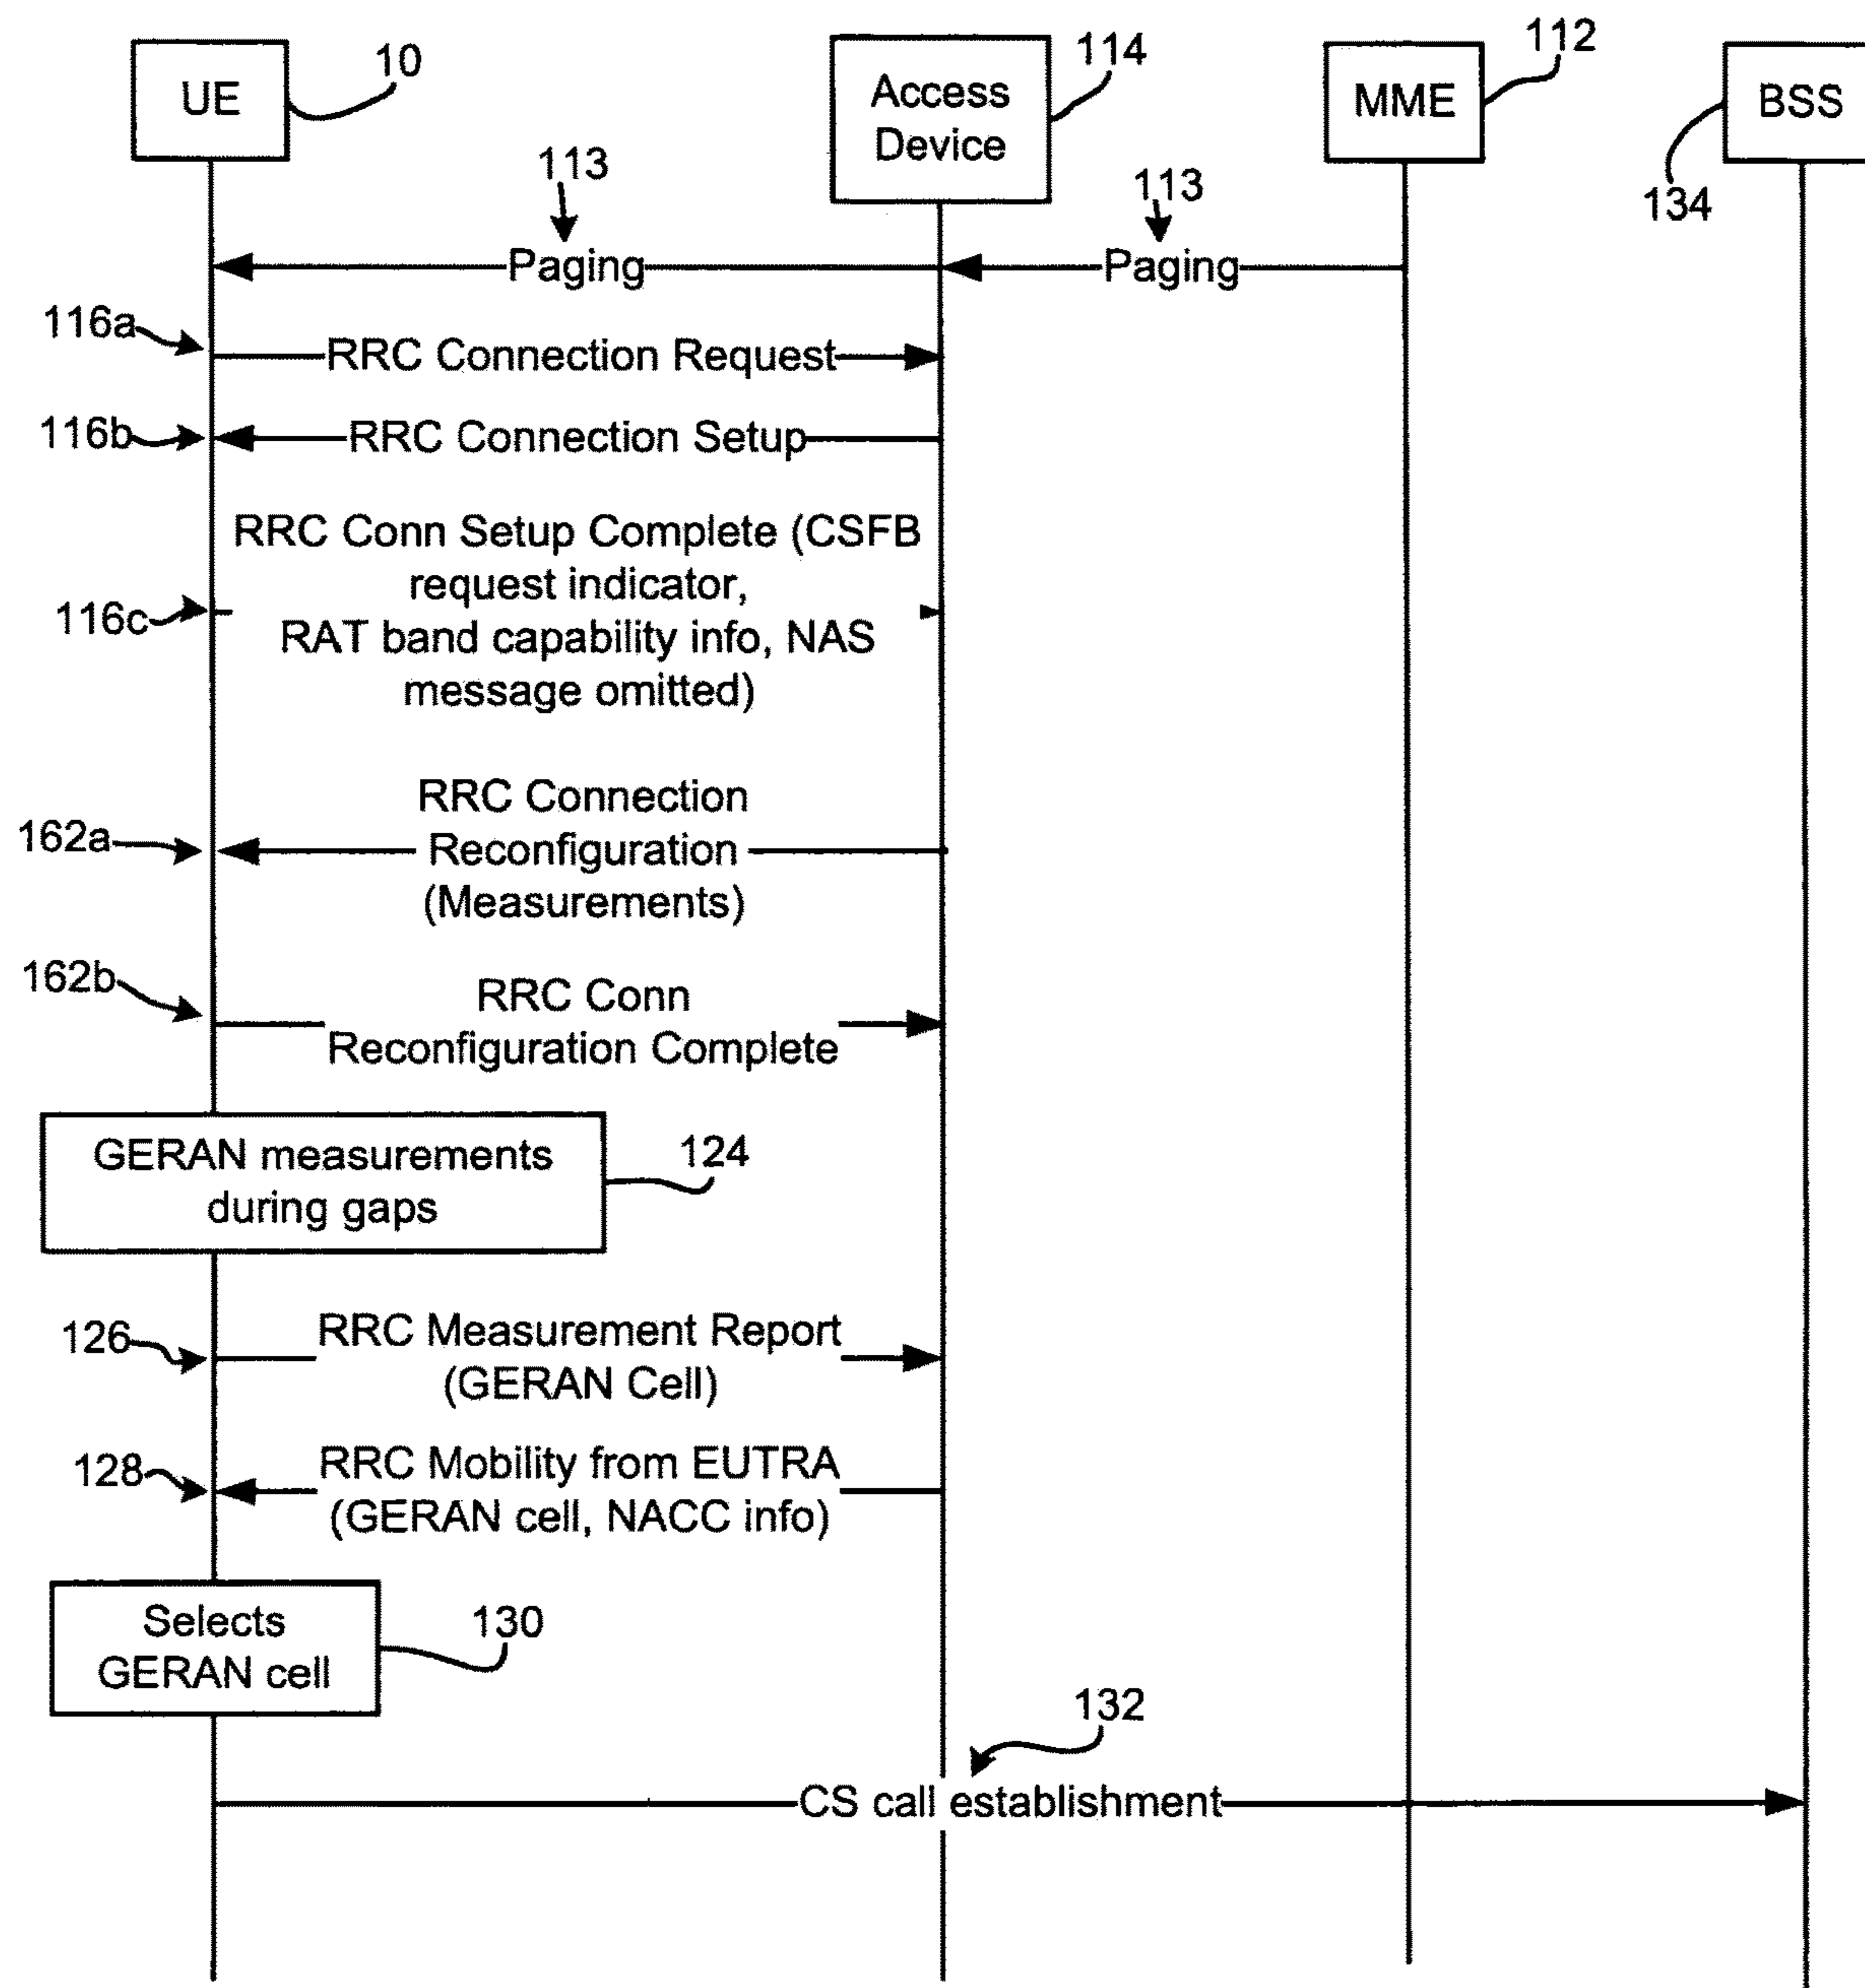 UE
10
Access
Device
114
MME
112
BSS
134
113
113
Paging
Paging
116a
RRC Connection Request
116b
RRC Connection Setup
RRC Conn Setup Complete (CSFB
request indicator,
116c
RAT band capability info, NAS
message omitted)
RRC Connection
162a
Reconfiguration
(Measurements)
162b
RRC Conn
Reconfiguration Complete
GERAN measurements
during gaps
124
126
RRC Measurement Report
(GERAN Cell)
128
RRC Mobility from EUTRA
(GERAN cell, NACC info)
Selects
GERAN cell
130
132
CS call establishment